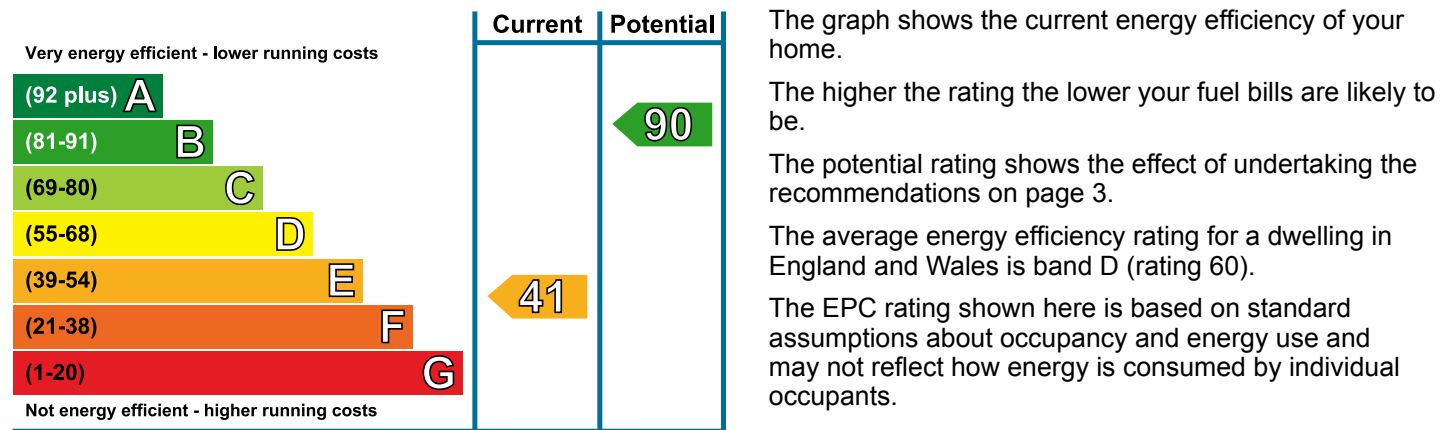 Current Potential
Very energy efficient - lower running costs
(92 plus) A
(81-91) B
90
(69-80) C
(55-68) D
(39-54) E
41
(21-38) F
(1-20) G
Not energy efficient - higher running costs
The graph shows the current energy efficiency of your
home.
The higher the rating the lower your fuel bills are likely to
be.
The potential rating shows the effect of undertaking the
recommendations on page 3.
The average energy efficiency rating for a dwelling in
England and Wales is band D (rating 60).
The EPC rating shown here is based on standard
assumptions about occupancy and energy use and
may not reflect how energy is consumed by individual
occupants.